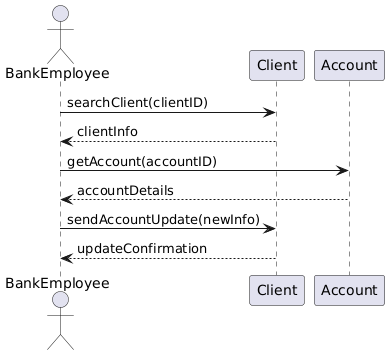 BankEmployee
Client
Account
searchClient(clientID)
clientInfo
getAccount(accountID)
accountDetails
sendAccountUpdate(newInfo)
updateConfirmation
BankEmployee
Client
Account